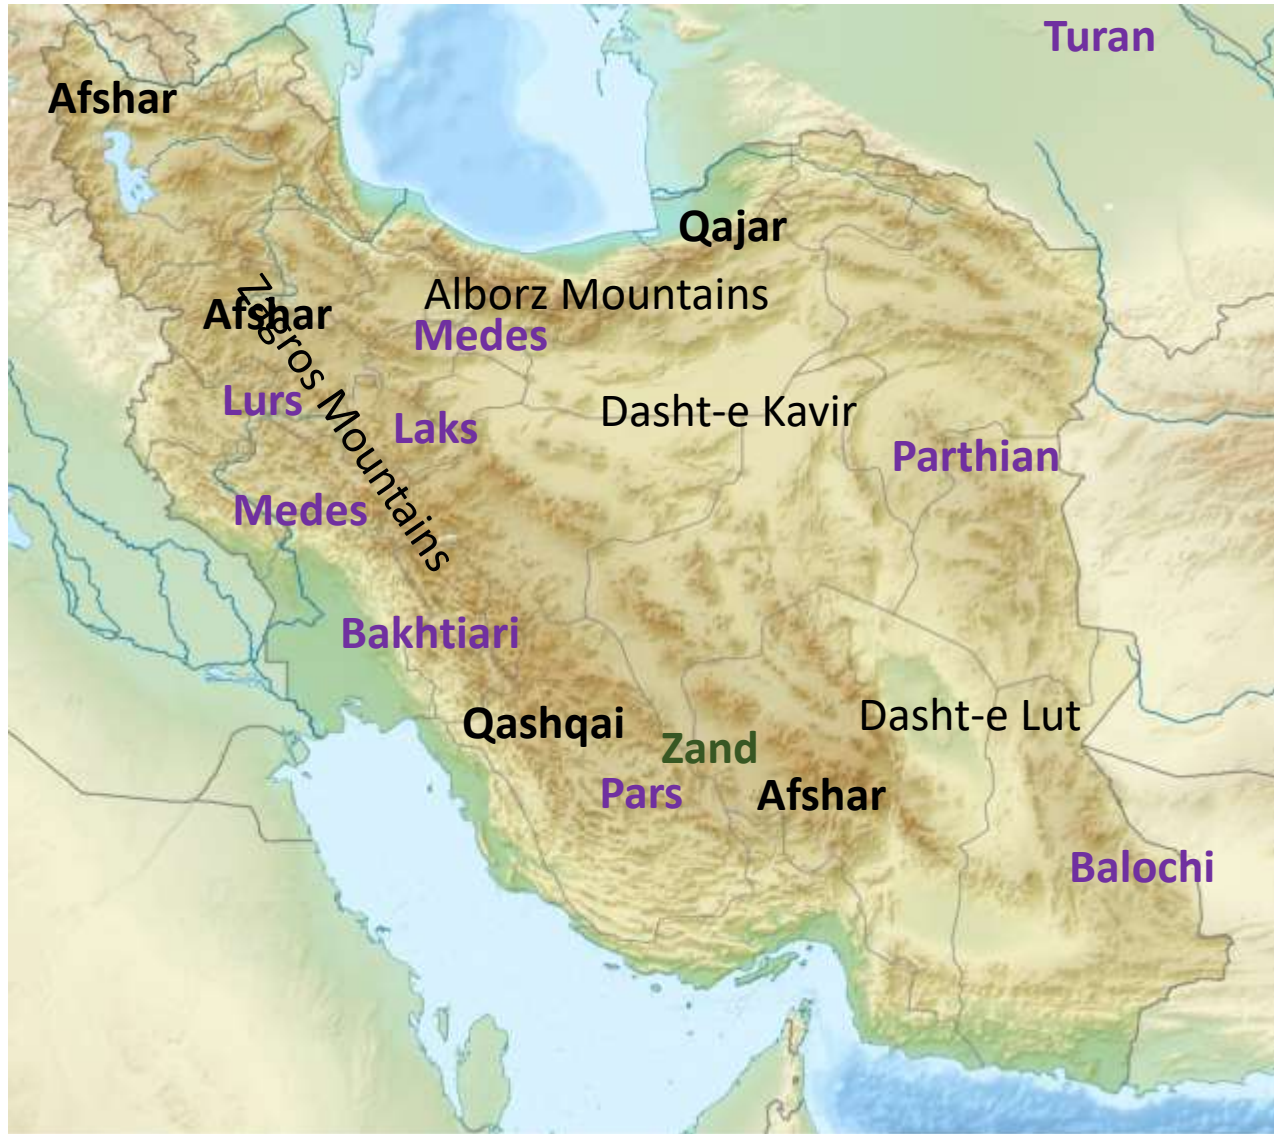 Turan
Afshar
Qajar
Alborz Mountains
Afshar
Zagros Mountains
Medes
Lurs
Laks
Dasht-e Kavir
Parthian
Medes
Bakhtiari
Qashqai
Zand
Dasht-e Lut
Pars
Afshar
Balochi